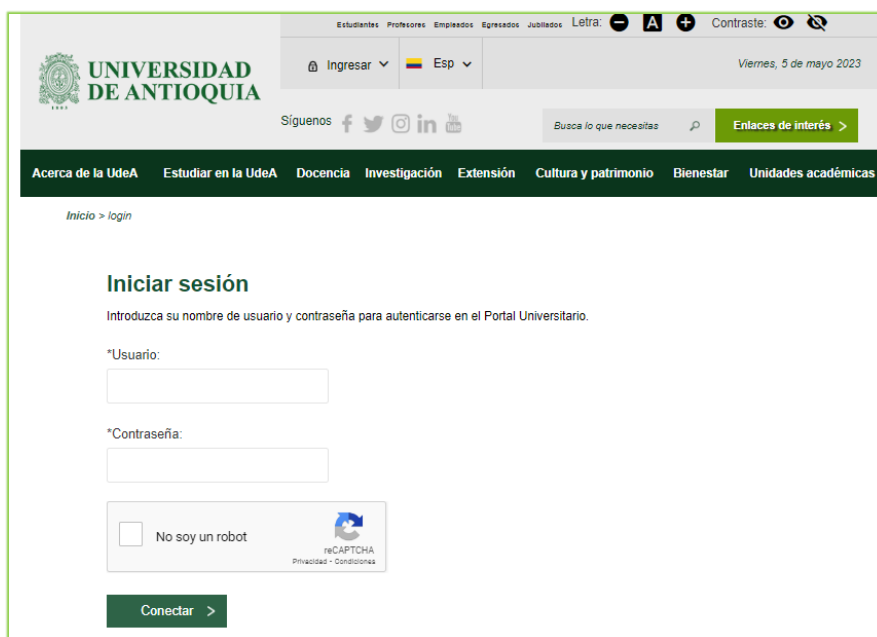 Estudiantes Profesores Empleados Egresados Jubilados Letra: A Contraste:
UNIVERSIDAD
DE ANTIOQUIA
1803
Ingresar Esp
Viernes, 5 de mayo 2023
Síguenos
You
Tube
Busca lo que necesitas
Enlaces de interés >
Acerca de la UdeA Estudiar en la UdeA Docencia Investigación Extensión Cultura y patrimonio Bienestar Unidades académicas
Inicio > login
Iniciar sesión
Introduzca su nombre de usuario y contraseña para autenticarse en el Portal Universitario.
*Usuario:
*Contraseña:
No soy un robot
reCAPTCHA
Privacidad - Condiciones
Conectar >